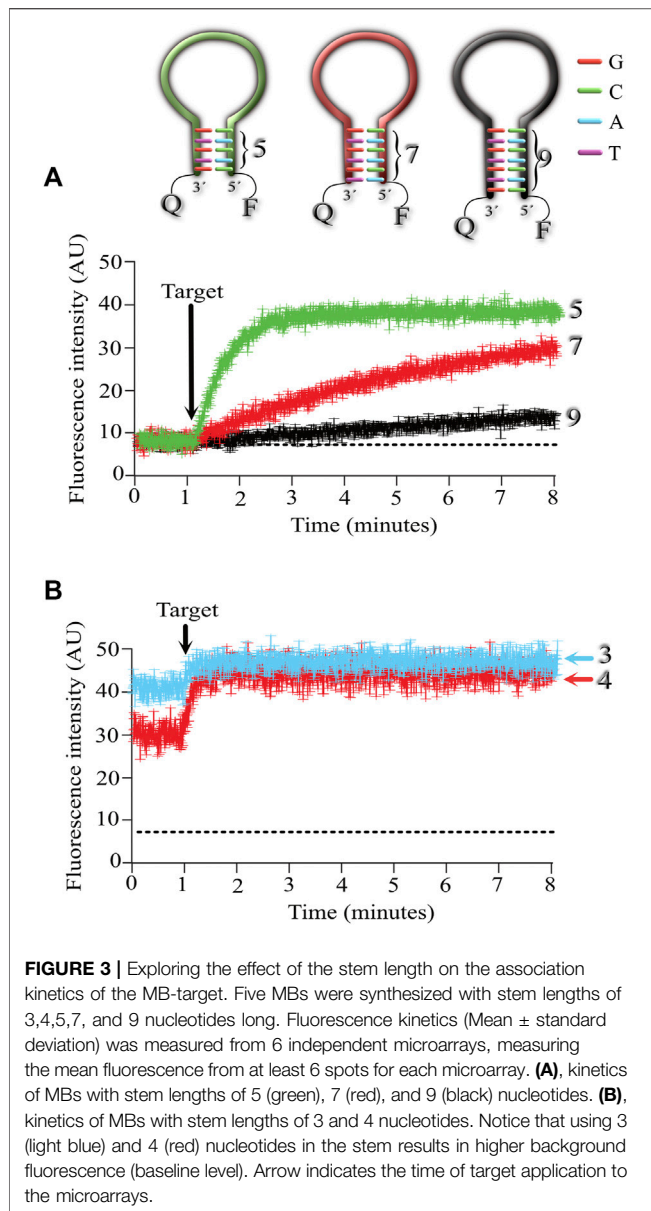 G
C
A
T
5
7
9
A
3´ 5´ 3´ 5´ 3´ 5´
Q F Q F Q F
Fluorescence intensity (AU)
50
40
30
20
10
0
Target
5
7
9
0 1 2 3 4 5 6 7 8
Time (minutes)
B
Target
Fluorescence intensity (AU)
50
40
30
20
10
0
3
4
0 1 2 3 4 5 6 7 8
Time (minutes)
FIGURE 3 | Exploring the effect of the stem length on the association
kinetics of the MB-target. Five MBs were synthesized with stem lengths of
3,4,5,7, and 9 nucleotides long. Fluorescence kinetics (Mean ± standard
deviation) was measured from 6 independent microarrays, measuring
the mean fluorescence from at least 6 spots for each microarray. (A), kinetics
of MBs with stem lengths of 5 (green), 7 (red), and 9 (black) nucleotides. (B),
kinetics of MBs with stem lengths of 3 and 4 nucleotides. Notice that using 3
(light blue) and 4 (red) nucleotides in the stem results in higher background
fluorescence (baseline level). Arrow indicates the time of target application to
the microarrays.